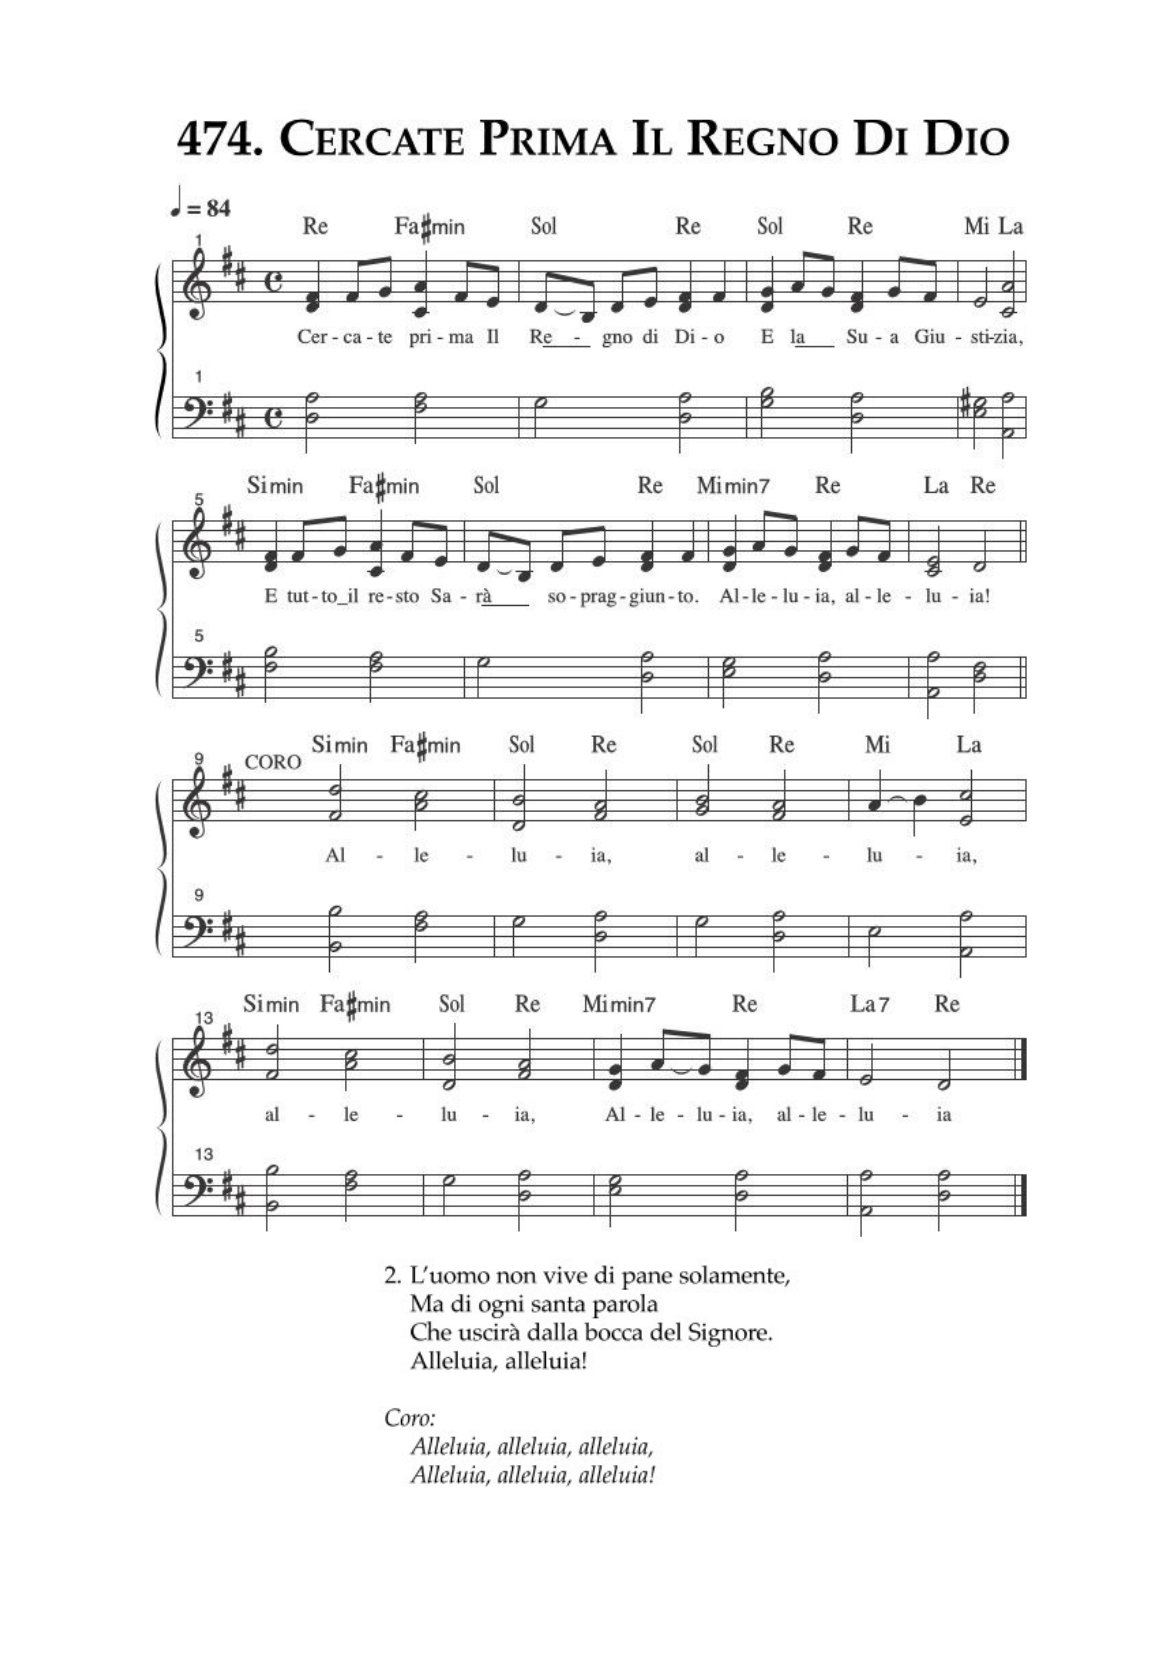 474. Cercate Prima Il Regno Di Dio
= 84
Re Fa#min Sol Re Sol Re Mi La
1
Cer - ca - te pri - ma Il Re - gno di Di - o E la Su - a Giu - sti-zia,
1
Simin Fa#min Sol Re Mimin7 Re La Re
5
E tut-to_il re-sto Sa - rà so-prag-giun-to. Al-le-lu-ia, al-le - lu - ia!
5
Simin Fa#min Sol Re Sol Re Mi La
9 CORO
Al - le - lu - ia, al - le - lu - ia,
9
Simin Fa#min Sol Re Mimin7 Re La7 Re
13
al - le - lu - ia, Al - le - lu - ia, al - le - lu - ia
13
2. L'uomo non vive di pane solamente,
Ma di ogni santa parola
Che uscirà dalla bocca del Signore.
Alleluia, alleluia!
Coro:
Alleluia, alleluia, alleluia,
Alleluia, alleluia, alleluia!